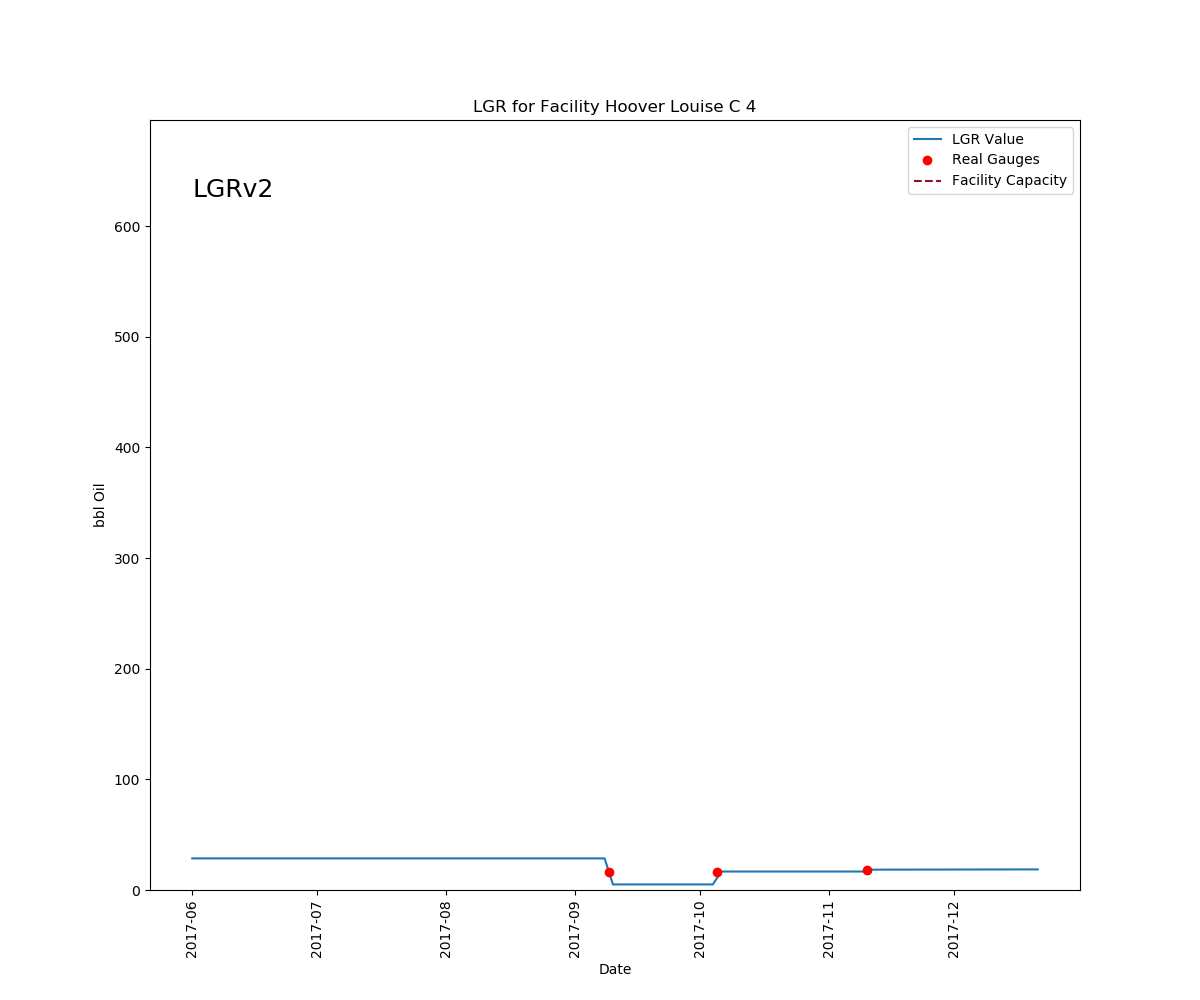 LGR for Facility Hoover Louise C 4
LGR Value
Real Gauges
Facility Capacity
LGRv2
600
500
400
300
200
100
0
bbl Oil
2017-06
2017-07
2017-08
2017-09
2017-10
2017-11
2017-12
Date